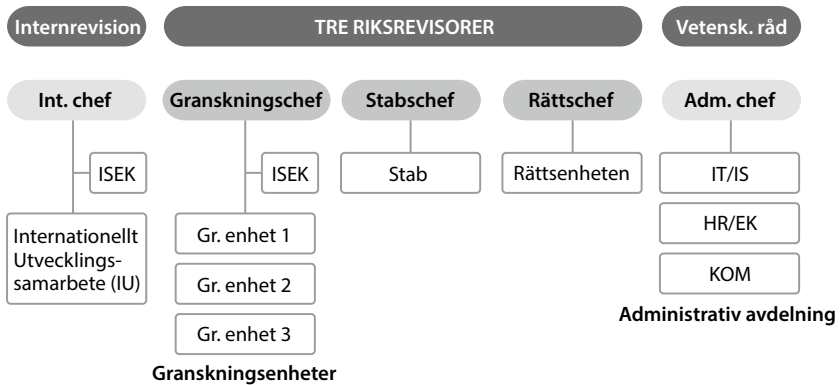 Internrevision
TRE RIKSREVISORER
Vetensk. råd
Int. chef
Granskningschef
Stabschef
Rättschef
Adm. chef
ISEK
ISEK
Stab
Rättsenheten
IT/IS
Internationellt
Utvecklings-
samarbete (IU)
Gr. enhet 1
HR/EK
Gr. enhet 2
KOM
Administrativ avdelning
Gr. enhet 3
Granskningsenheter